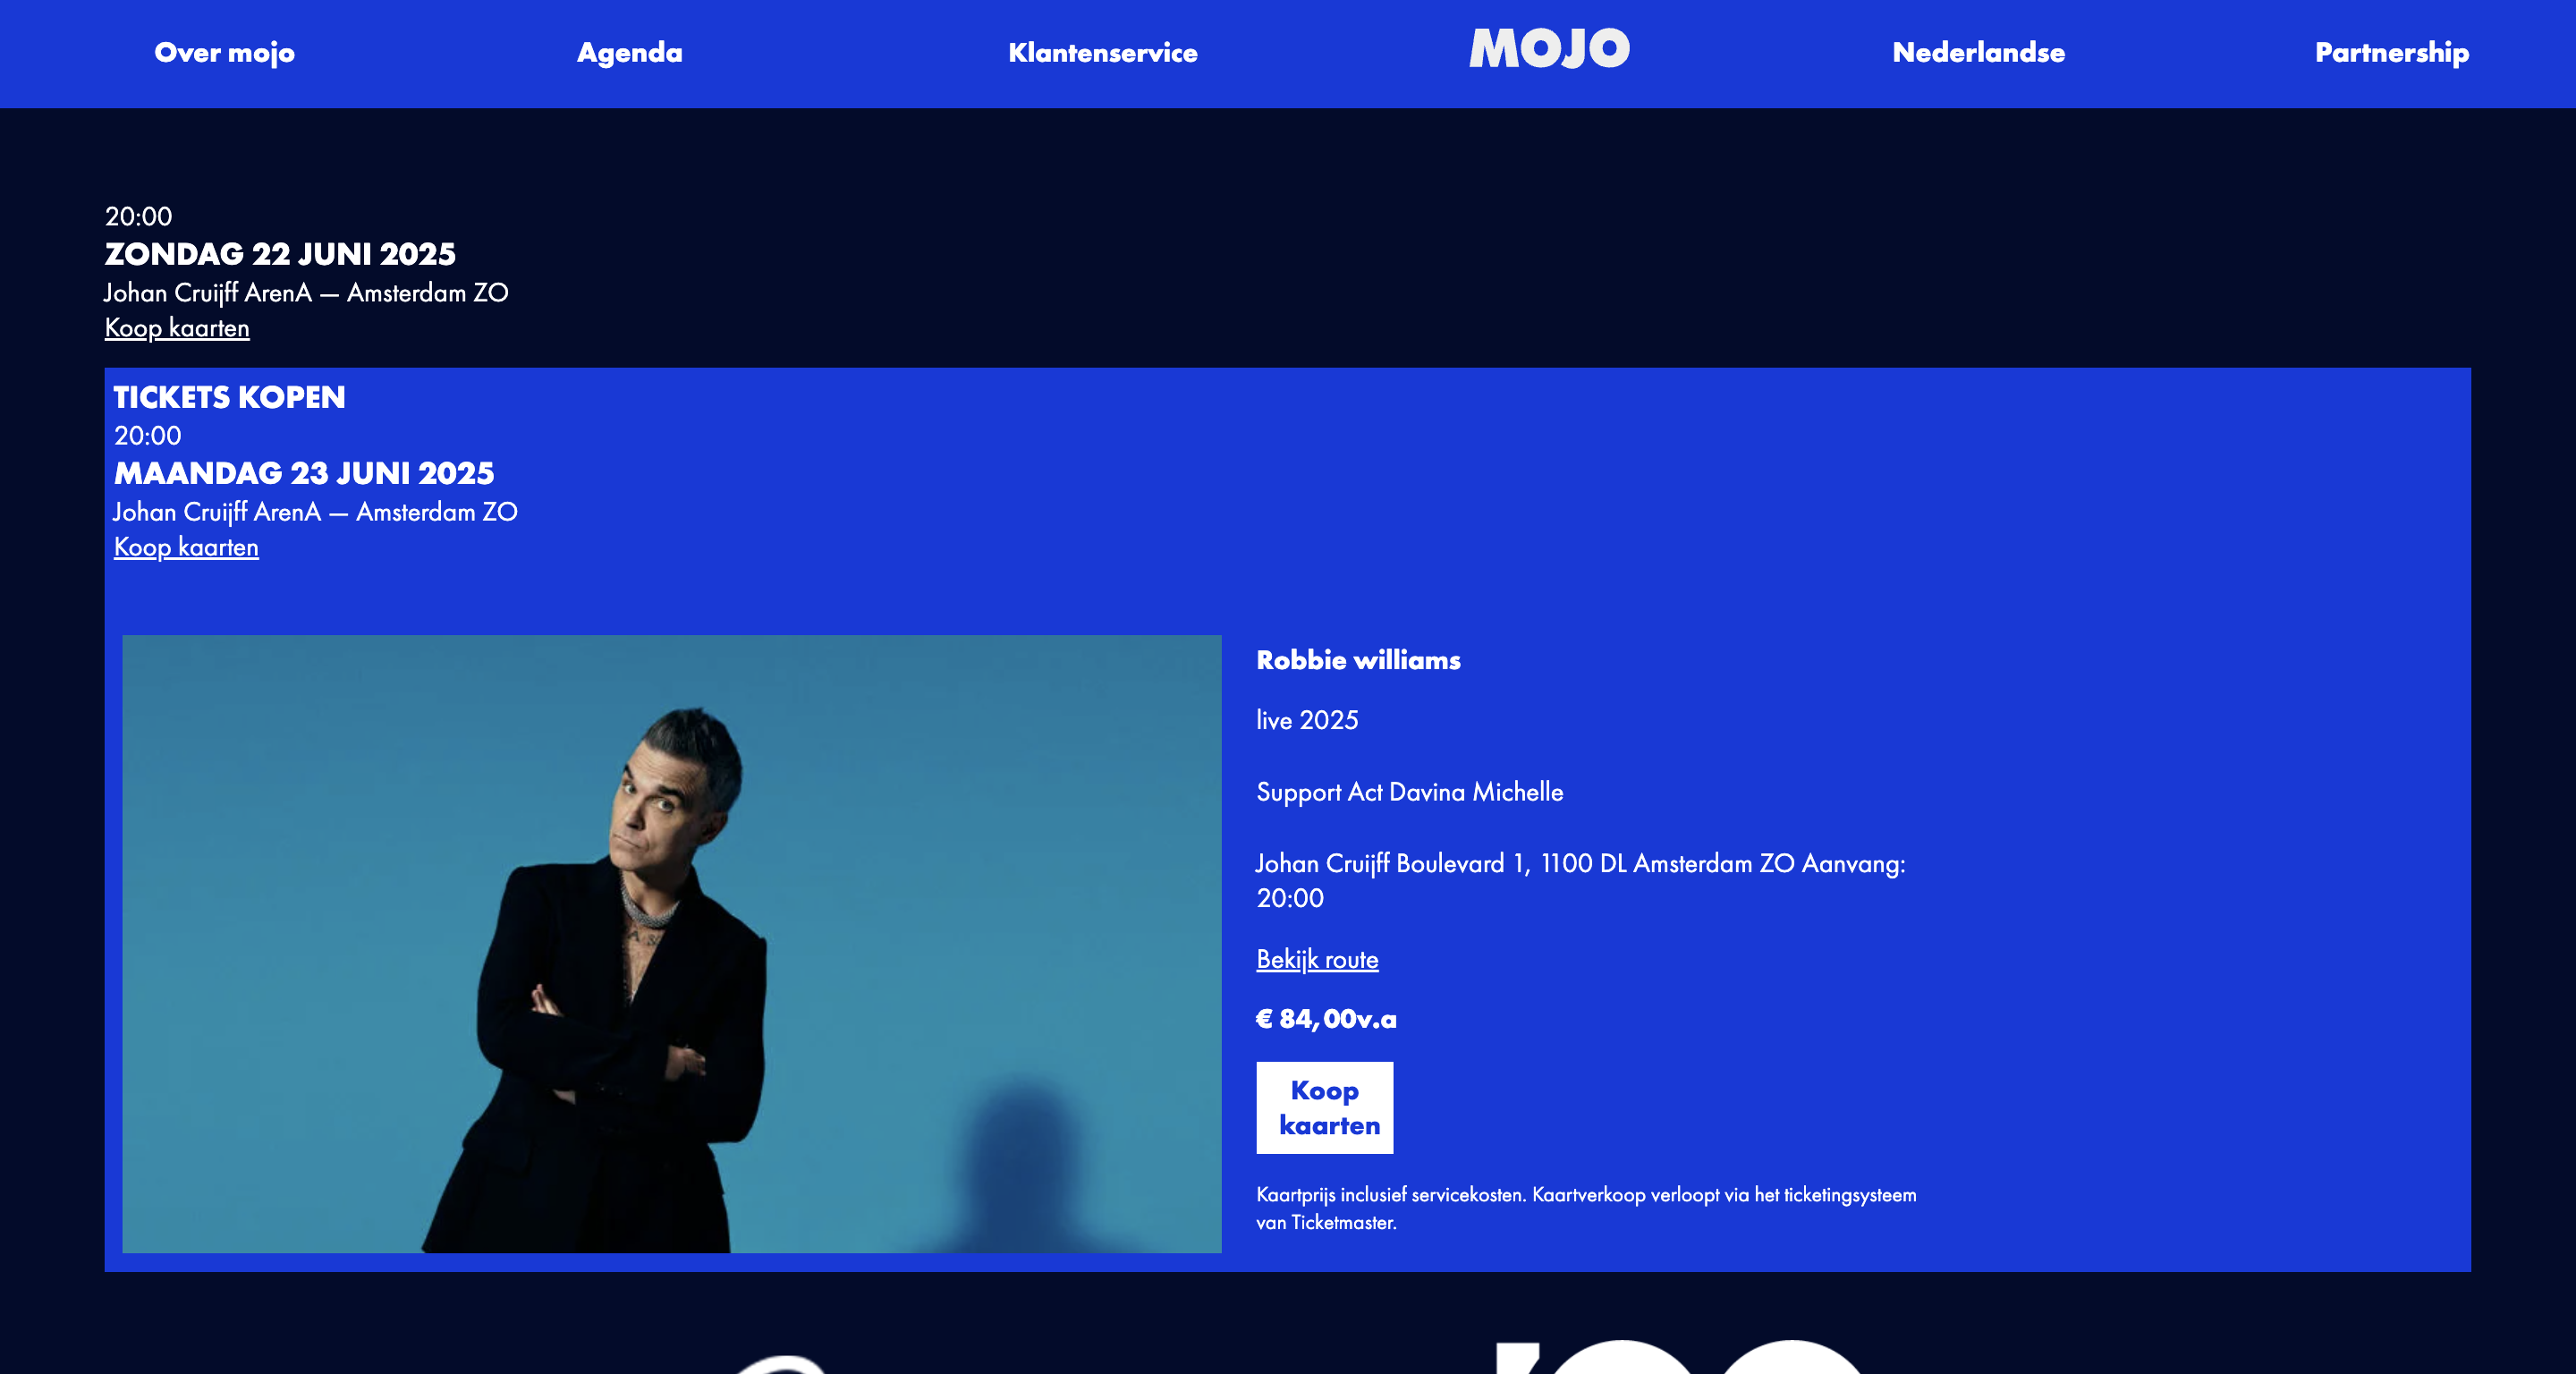 Over mojo
Agenda
Klantenservice
MOJO
Nederlandse
Partnership
20:00
ZONDAG 22 JUNI 2025
Johan Cruijff ArenA — Amsterdam ZO
Koop kaarten
TICKETS KOPEN
20:00
MAANDAG 23 JUNI 2025
Johan Cruijff ArenA — Amsterdam ZO
Koop kaarten
Robbie williams
live 2025
Support Act Davina Michelle
Johan Cruijff Boulevard 1, 1100 DL Amsterdam ZO Aanvang:
20:00
Bekijk route
€ 84,00v.a
Koop
kaarten
Kaartprijs inclusief servicekosten. Kaartverkoop verloopt via het ticketingsysteem
van Ticketmaster.